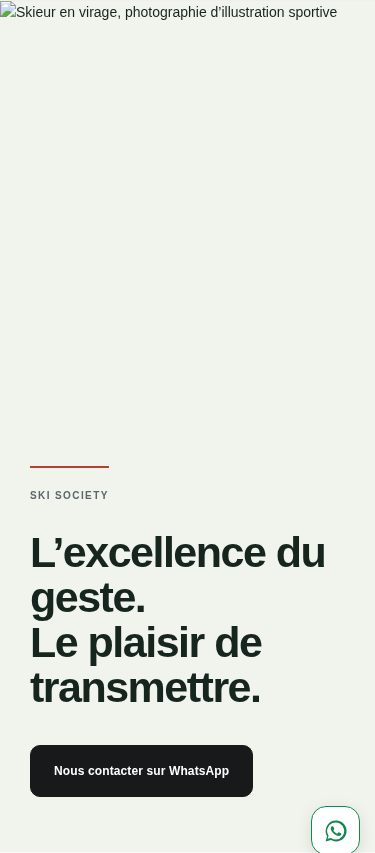 Skieur en virage, photographie d’illustration sportive
SKI SOCIETY
L’excellence du
geste.
Le plaisir de
transmettre.
Nous contacter sur WhatsApp